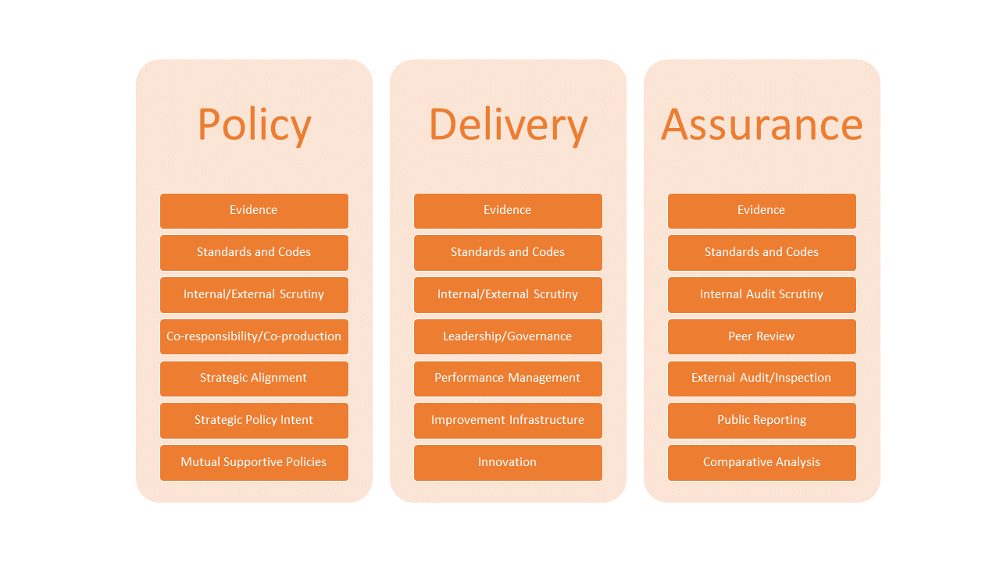 Policy
Evidence
Standards and Codes
Internal/External Scrutiny
Co-responsibility/Co-production
Strategic Alignment
Strategic Policy Intent
Mutual Supportive Policies
Delivery
Evidence
Standards and Codes
Internal/External Scrutiny
Leadership/Governance
Performance Management
Improvement Infrastructure
Innovation
Assurance
Evidence
Standards and Codes
Internal Audit Scrutiny
Peer Review
External Audit/Inspection
Public Reporting
Comparative Analysis